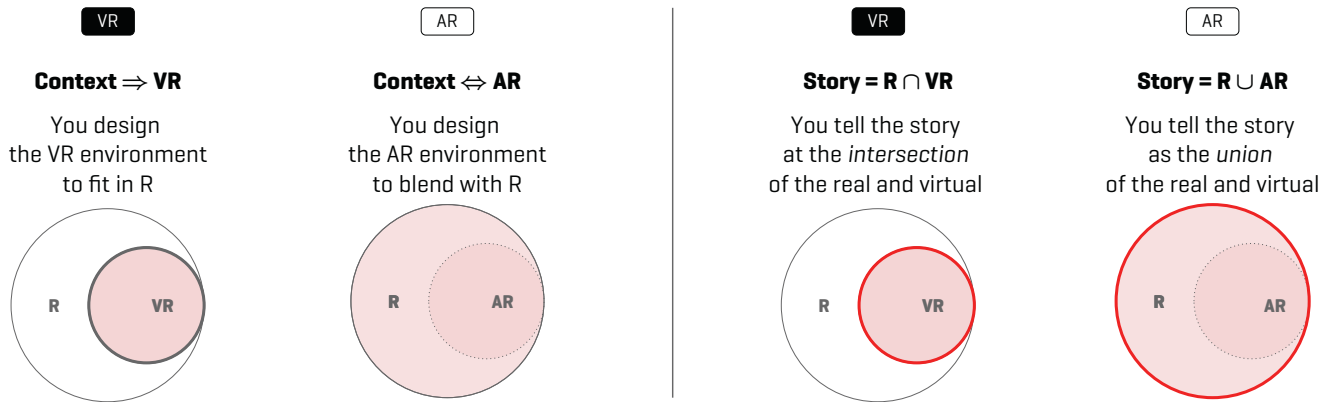 VR
Context ⇒ VR
You design
the VR environment
to fit in R
R
VR
AR
Context ⇔ AR
You design
the AR environment
to blend with R
R
AR
VR
Story = R ∩ VR
You tell the story
at the intersection
of the real and virtual
R
VR
AR
Story = R ∪ AR
You tell the story
as the union
of the real and virtual
R
AR